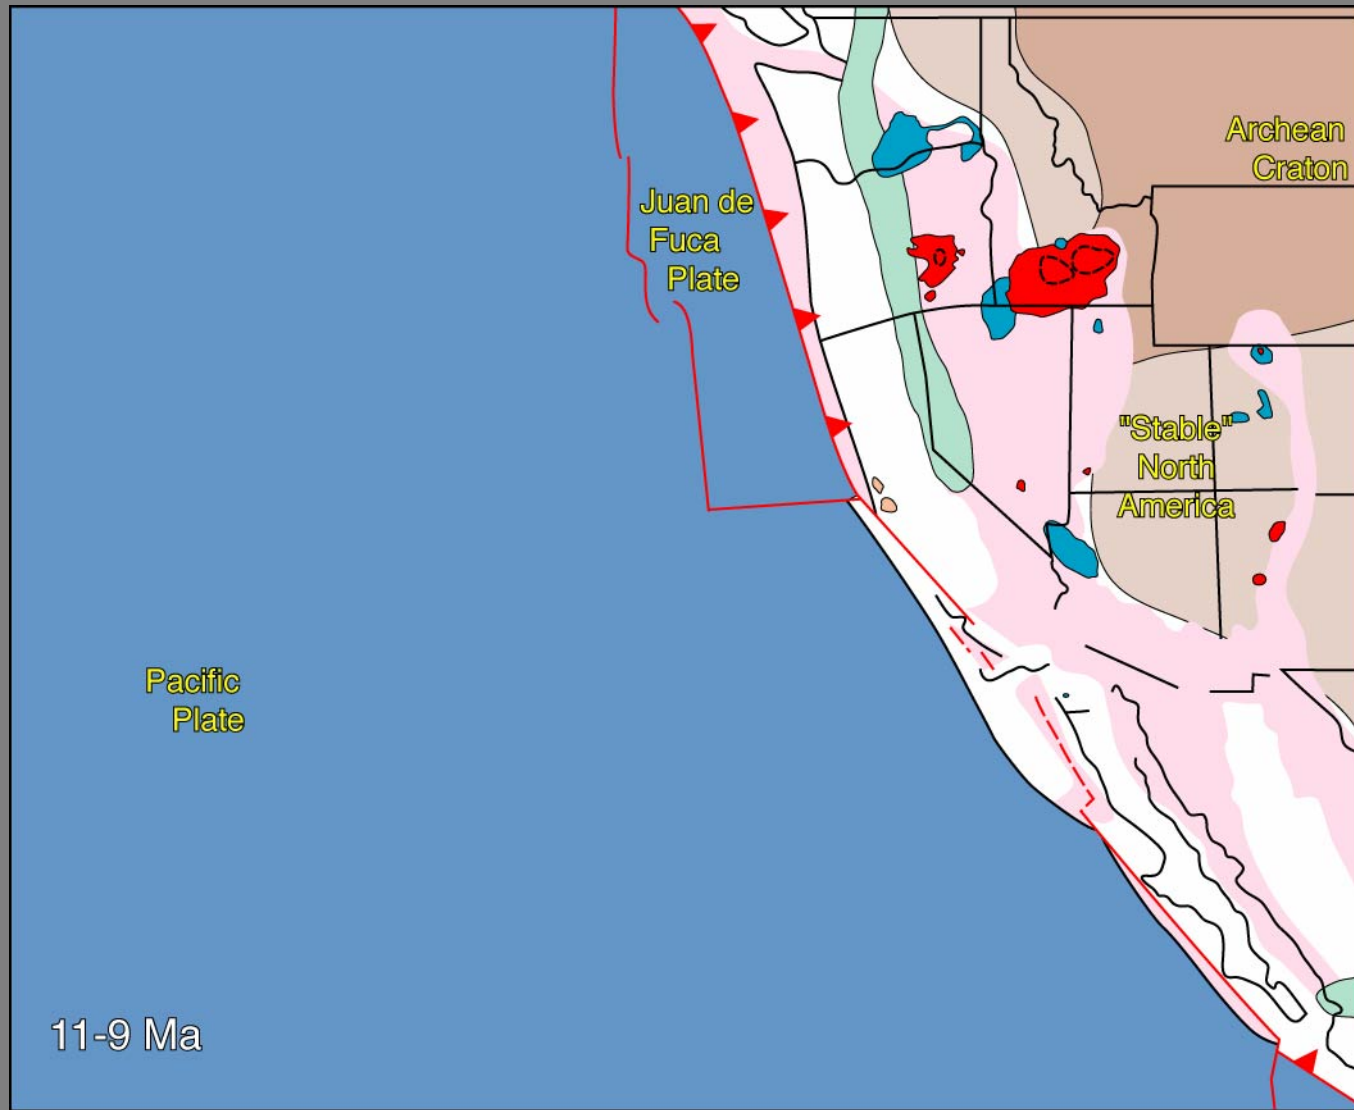 Archean
Craton
Juan de
Fuca
Plate
"Stable"
North
America
Pacific
Plate
11-9 Ma